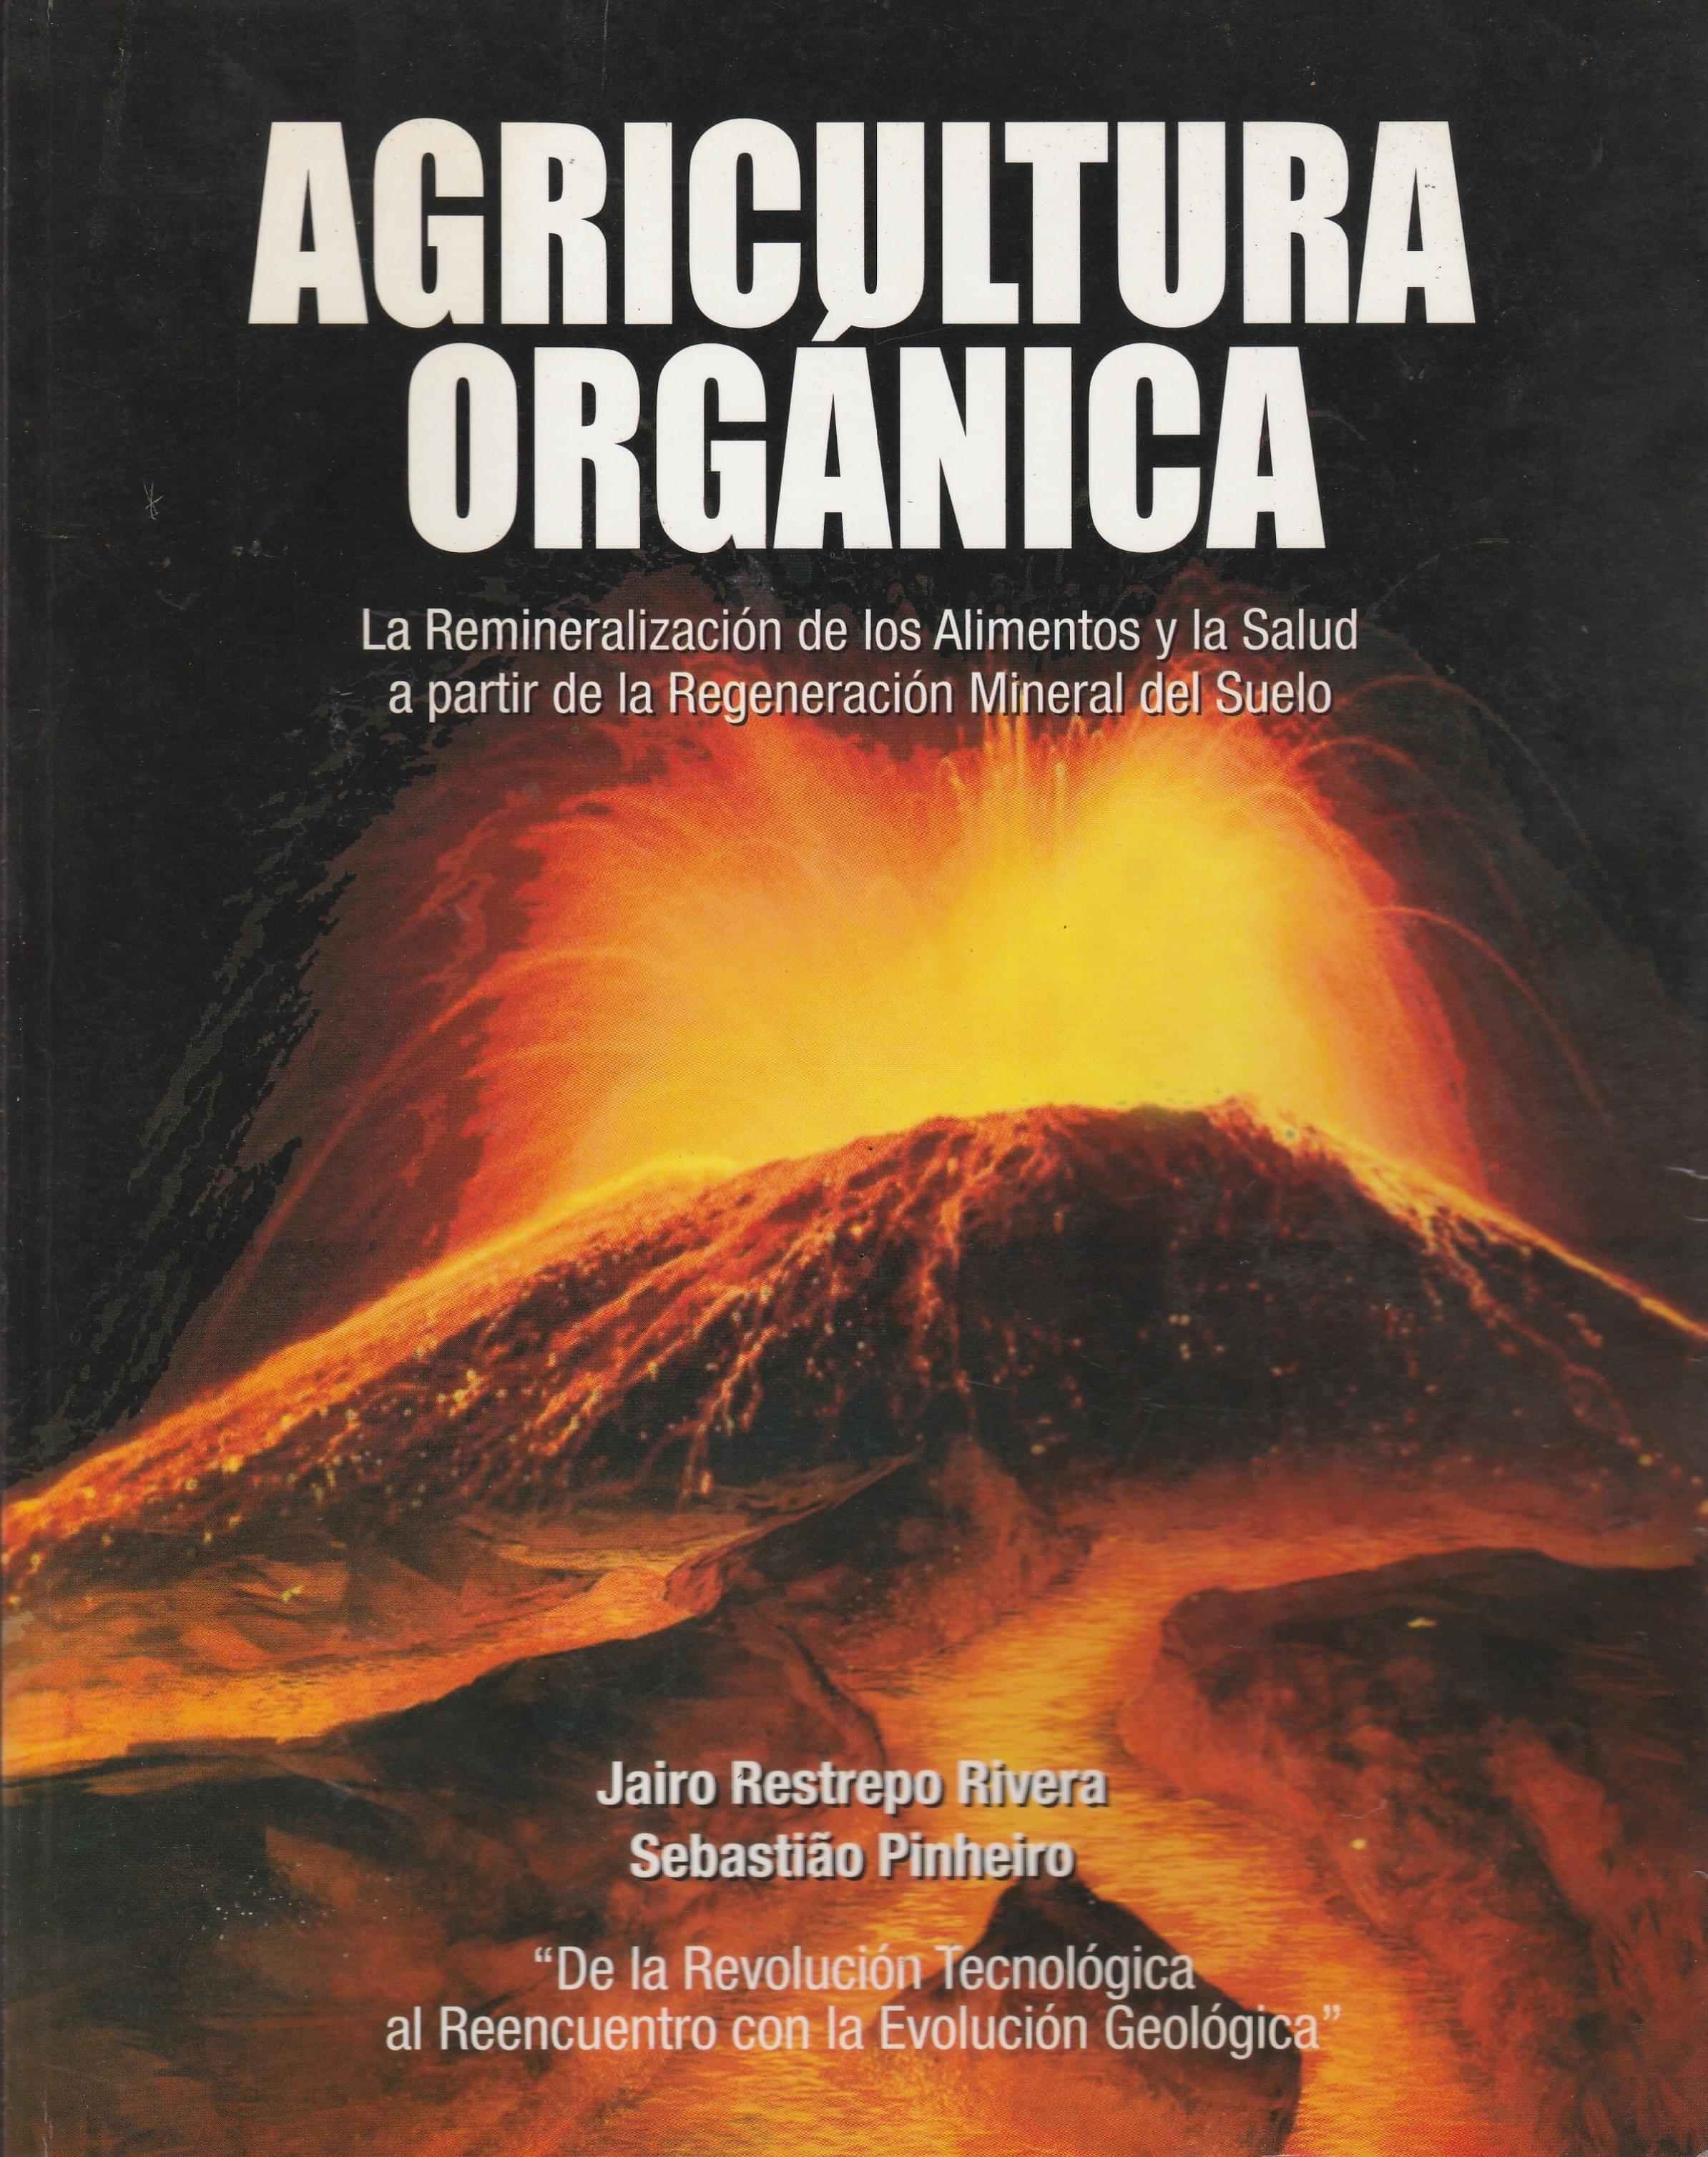 AGRICULTURA
ORGÁNICA
La Remineralización de los Alimentos y la Salud
a partir de la Regeneración Mineral del Suelo
Jairo Restrepo Rivera
Sebastião Pinheiro
“De la Revolución Tecnológica
al Reencuentro con la Evolución Geológica”